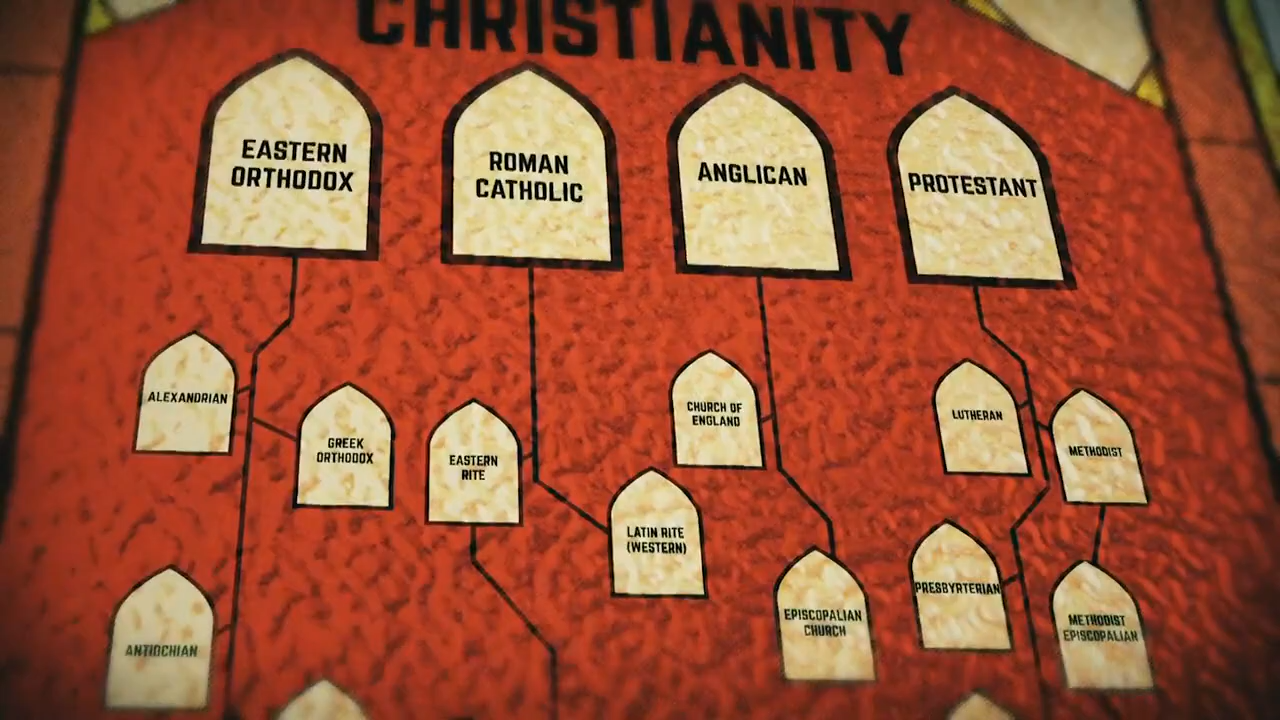 CHRISTIANITY
EASTERN
ORTHODOX
ROMAN
CATHOLIC
ANGLICAN
PROTESTANT
ALEXANDRIAN
GREEK
ORTHODOX
EASTERN
RITE
LATIN RITE
(WESTERN)
CHURCH OF
ENGLAND
LUTHERAN
METHODIST
ANTIOCHIAN
EPISCOPALIAN
CHURCH
PRESBYRTERIAN
METHODIST
EPISCOPALIAN